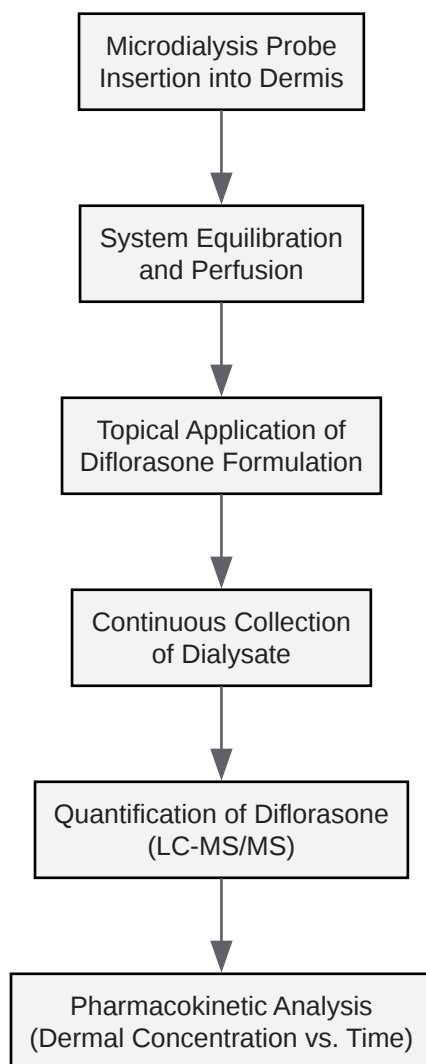 Microdialysis Probe
Insertion into Dermis
System Equilibration
and Perfusion
Topical Application of
Diflorasone Formulation
Continuous Collection
of Dialysate
Quantification of Diflorasone
(LC-MS/MS)
Pharmacokinetic Analysis
(Dermal Concentration vs. Time)